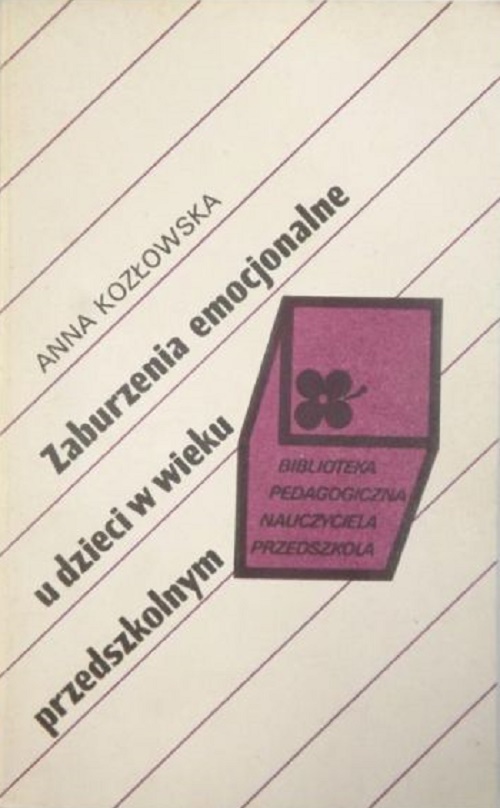 ANNA KOZŁOWSKA
Zaburzenia emocjonalne
u dzieci w wieku
przedszkolnym
BIBLIOTEKA
PEDAGOGICZNA
NAUCZYCIELA
PRZEDSZKOLA